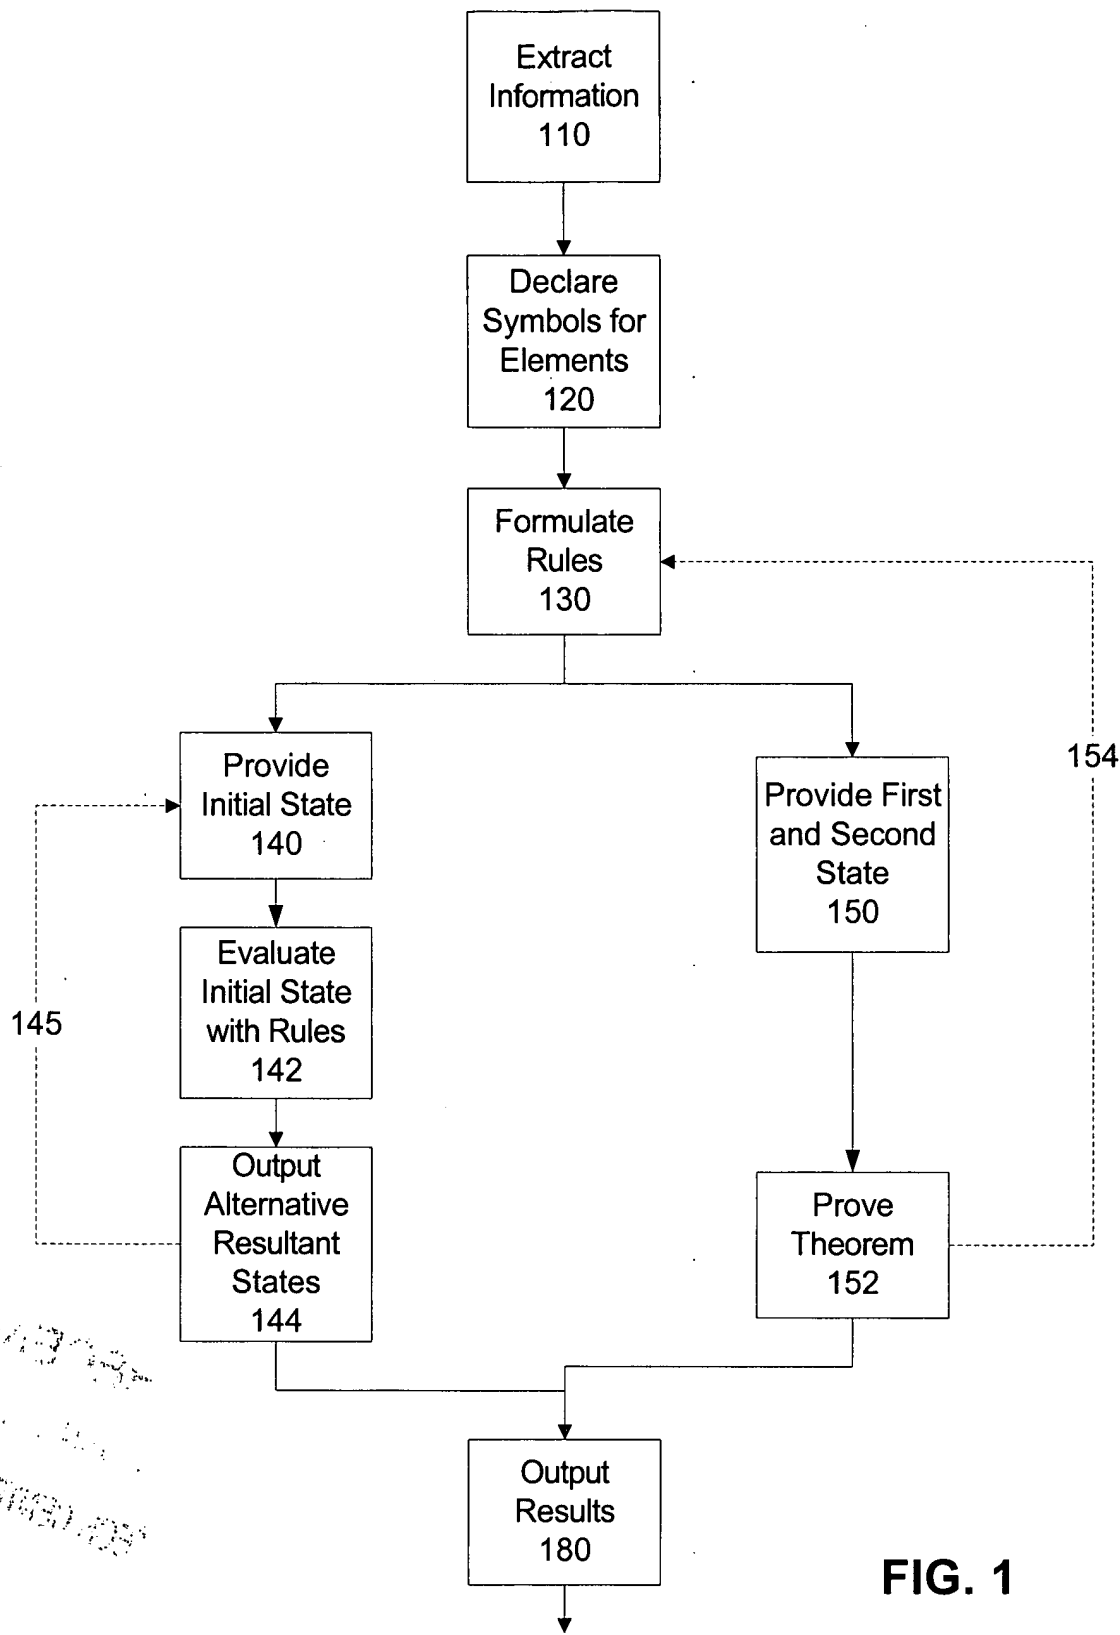 Extract
Information
110
Declare
Symbols for
Elements
120
Formulate
Rules
130
Provide
Initial State
140
Provide First
and Second
State
150
154
Evaluate
Initial State
with Rules
142
145
Output
Alternative
Resultant
States
144
Prove
Theorem
152
Output
Results
180
FIG. 1